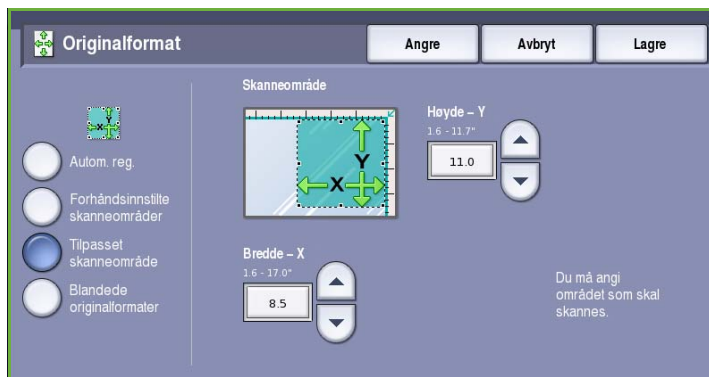 Originalformat
Angre
Avbryt
Lagre
Autom. reg.
Forhåndsinnstilte
skanneområder
Tilpasset
skanneområde
Blandede
originalformater
Skanneområde
Y
X
Høyde – Y
1.6 - 11.7"
11.0
Bredde – X
1.6 - 17.0"
8.5
Du må angi
området som skal
skannes.